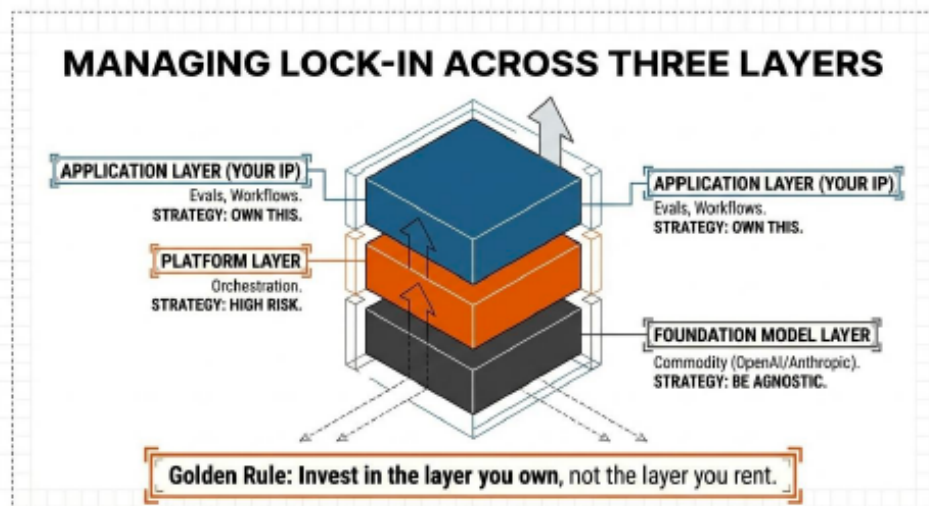 MANAGING LOCK-IN ACROSS THREE LAYERS
APPLICATION LAYER (YOUR IP)
Evals, Workflows.
STRATEGY: OWN THIS.
PLATFORM LAYER
Orchestration.
STRATEGY: HIGH RISK.
APPLICATION LAYER (YOUR IP)
Evals, Workflows.
STRATEGY: OWN THIS.
FOUNDATION MODEL LAYER
Commodity (OpenAI/Anthropic).
STRATEGY: BE AGNOSTIC.
Golden Rule: Invest in the layer you own, not the layer you rent.